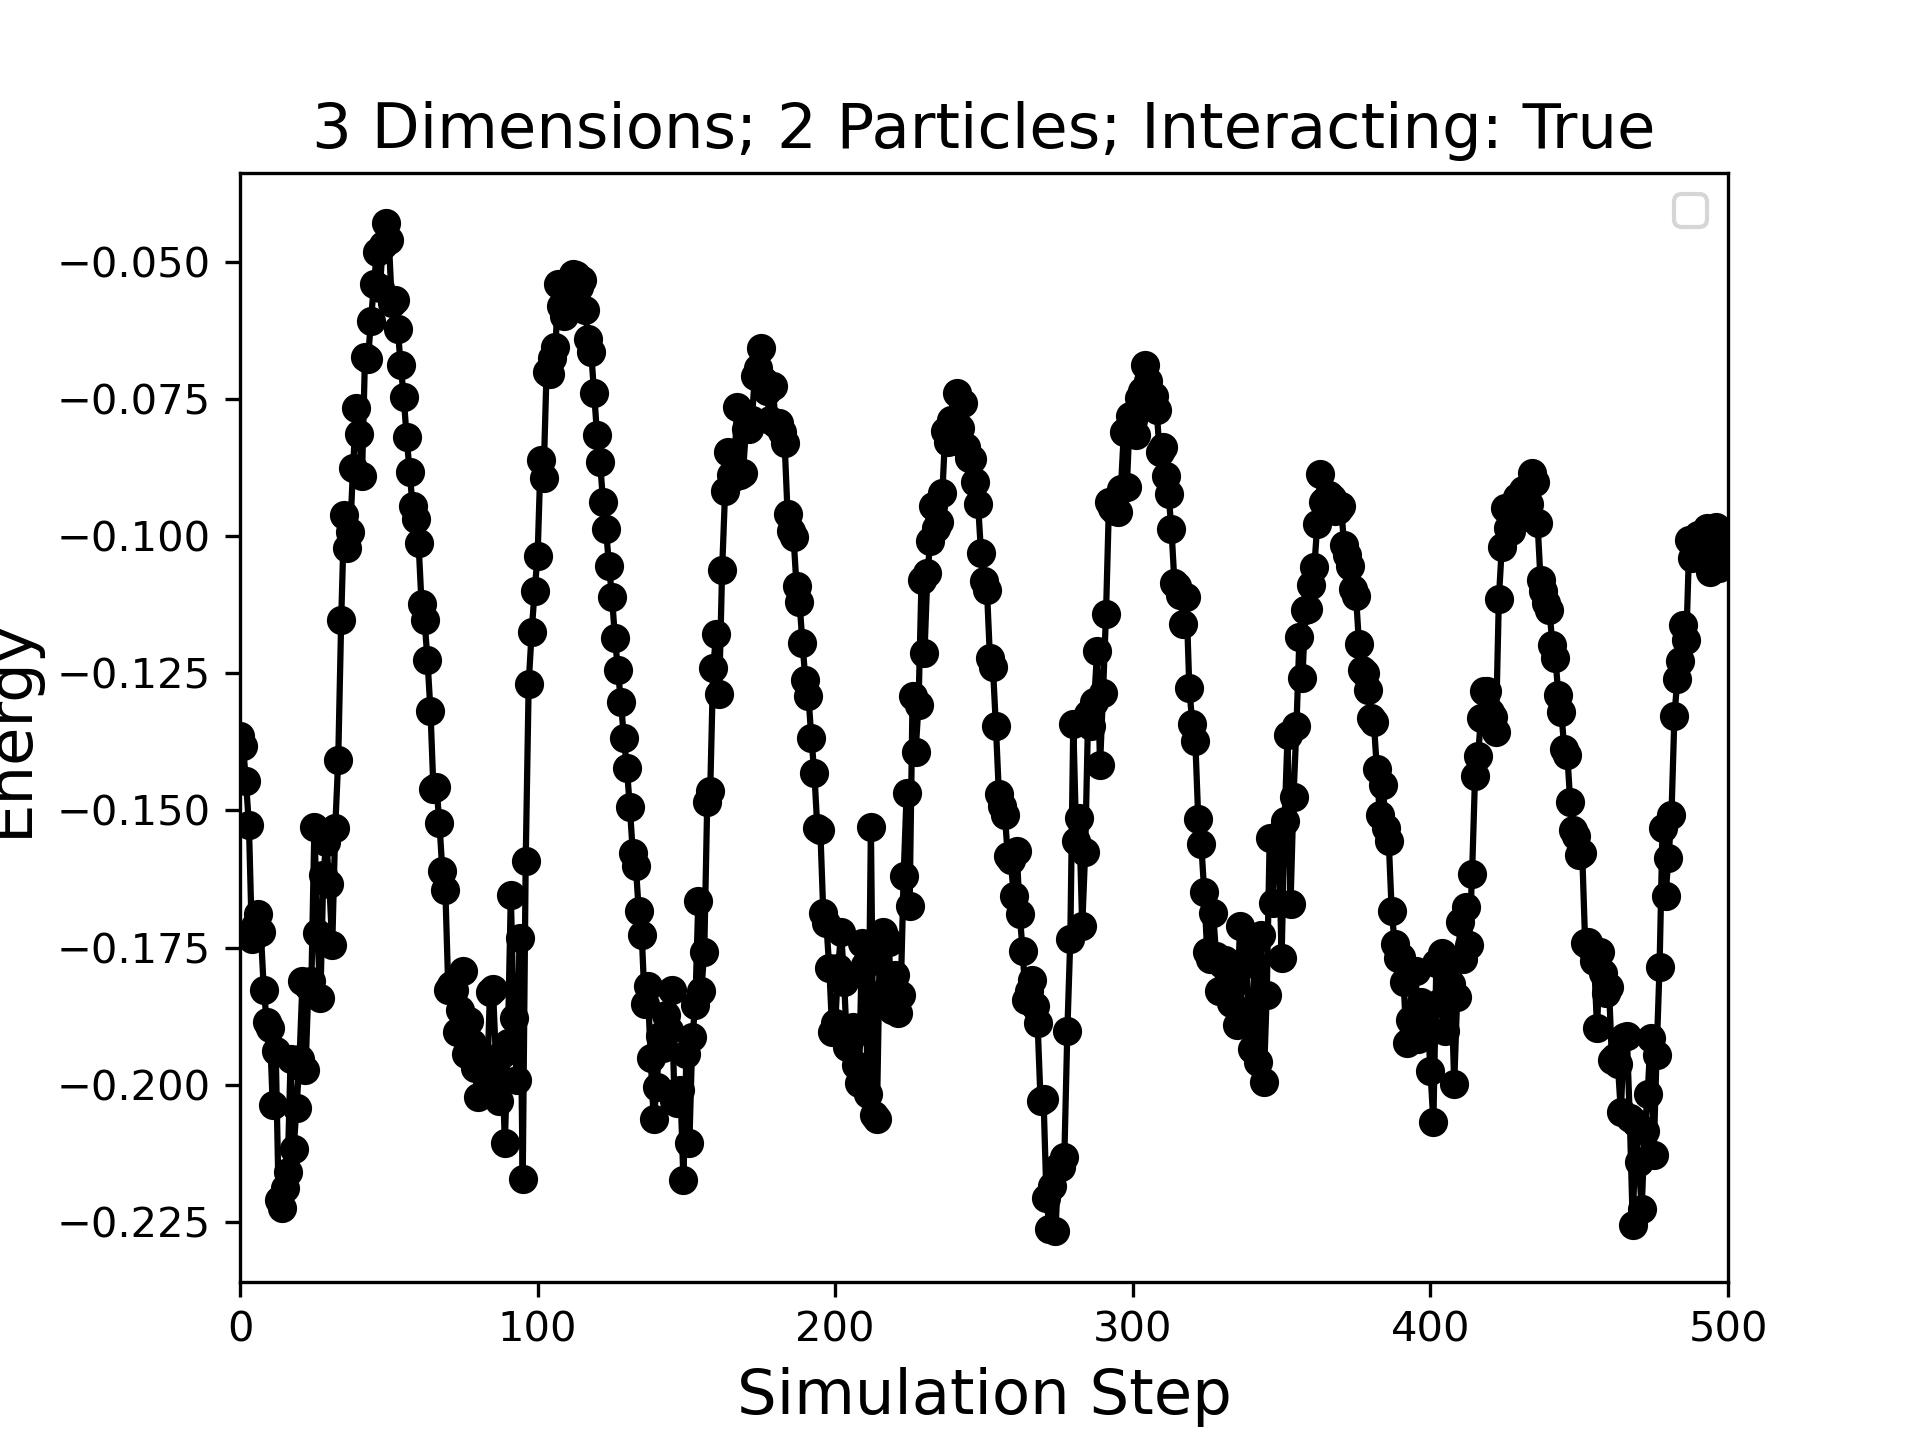 3 Dimensions; 2 Particles; Interacting: True
Energy
−0.050
−0.075
−0.100
−0.125
−0.150
−0.175
−0.200
−0.225
0 100 200 300 400 500
Simulation Step